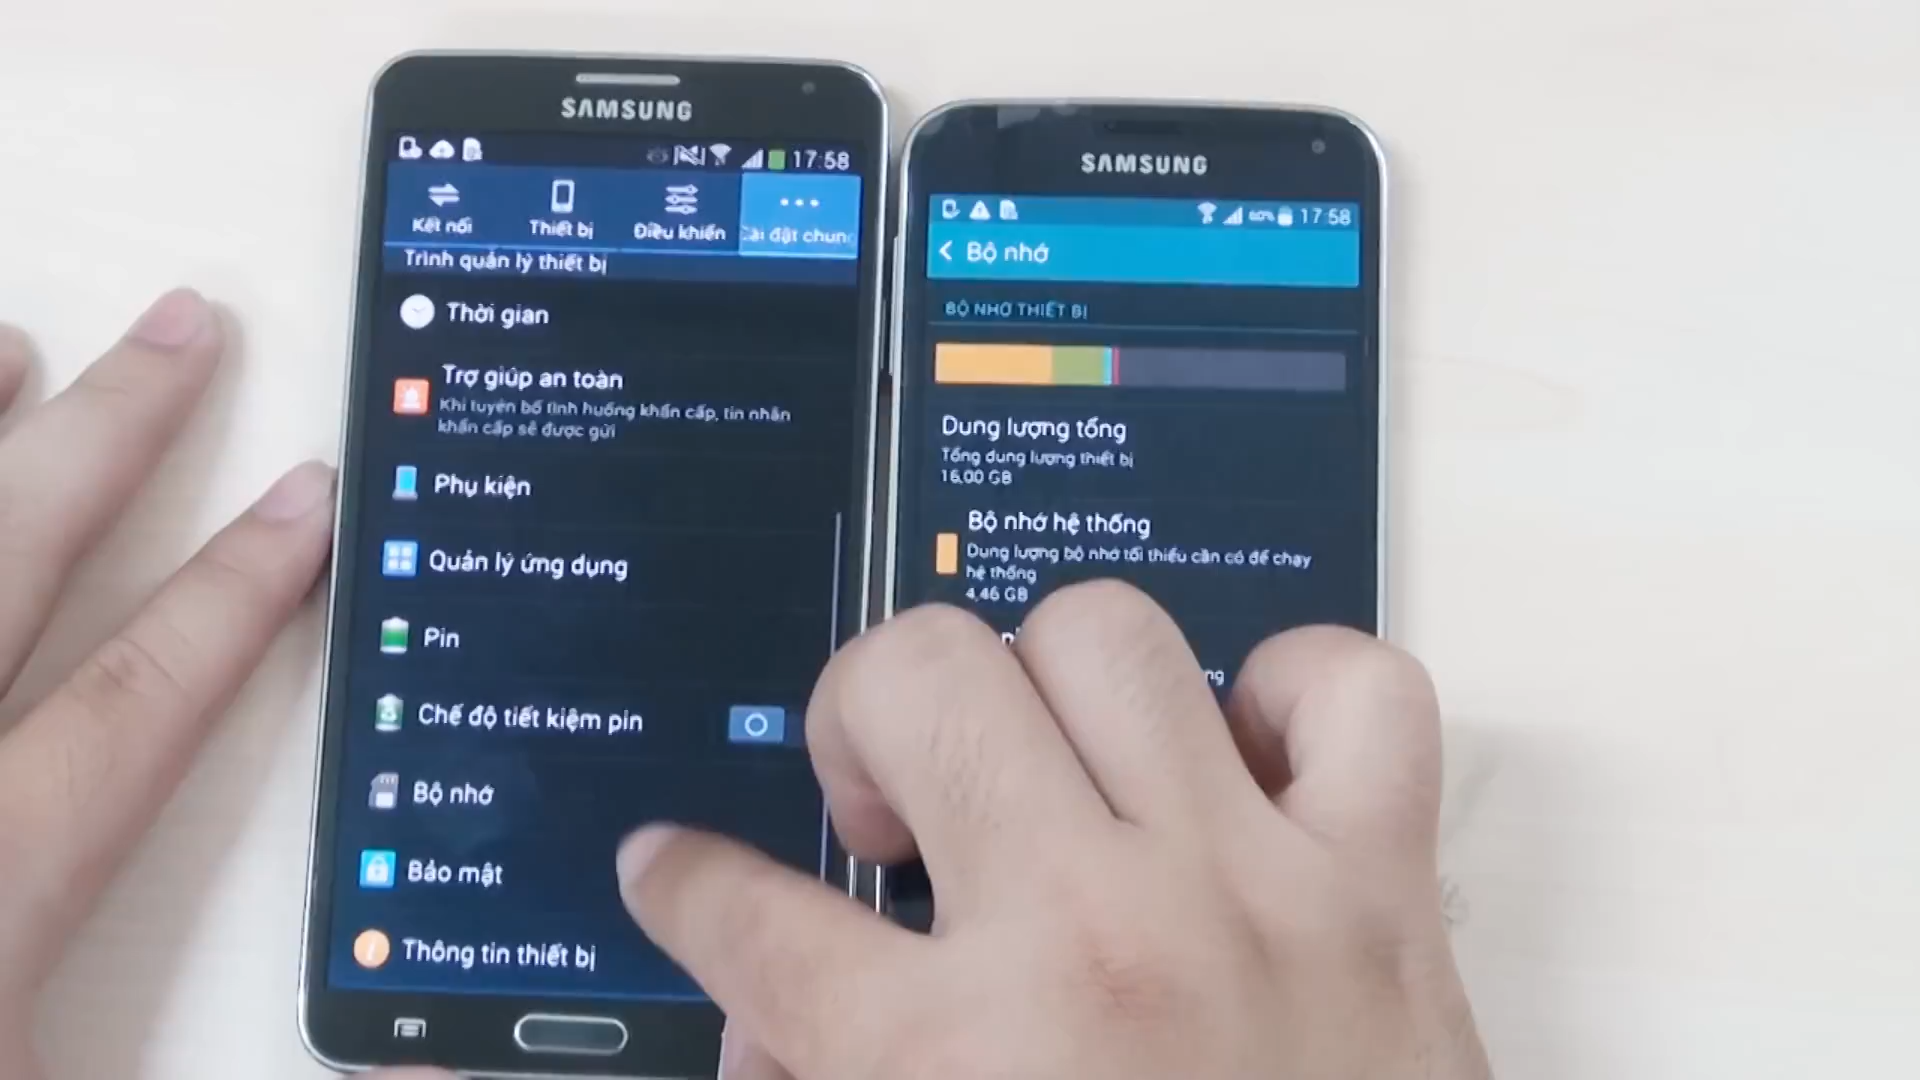 SAMSUNG
17:58
Kết nối
Thiết bị
Điều khiển
Cài đặt chung
Trình quản lý thiết bị
Thời gian
Trợ giúp an toàn
Khi tuyên bố tình huống khẩn cấp, tin nhắn
khẩn cấp sẽ được gửi
Phụ kiện
Quản lý ứng dụng
Pin
Chế độ tiết kiệm pin
Bộ nhớ
Bảo mật
Thông tin thiết bị
SAMSUNG
60% 17:58
Bộ nhớ
BỘ NHỚ THIẾT BỊ
Dung lượng tổng
Tổng dung lượng thiết bị
16,00 GB
Bộ nhớ hệ thống
Dung lượng bộ nhớ tối thiểu cần có để chạy
hệ thống
4,46 GB